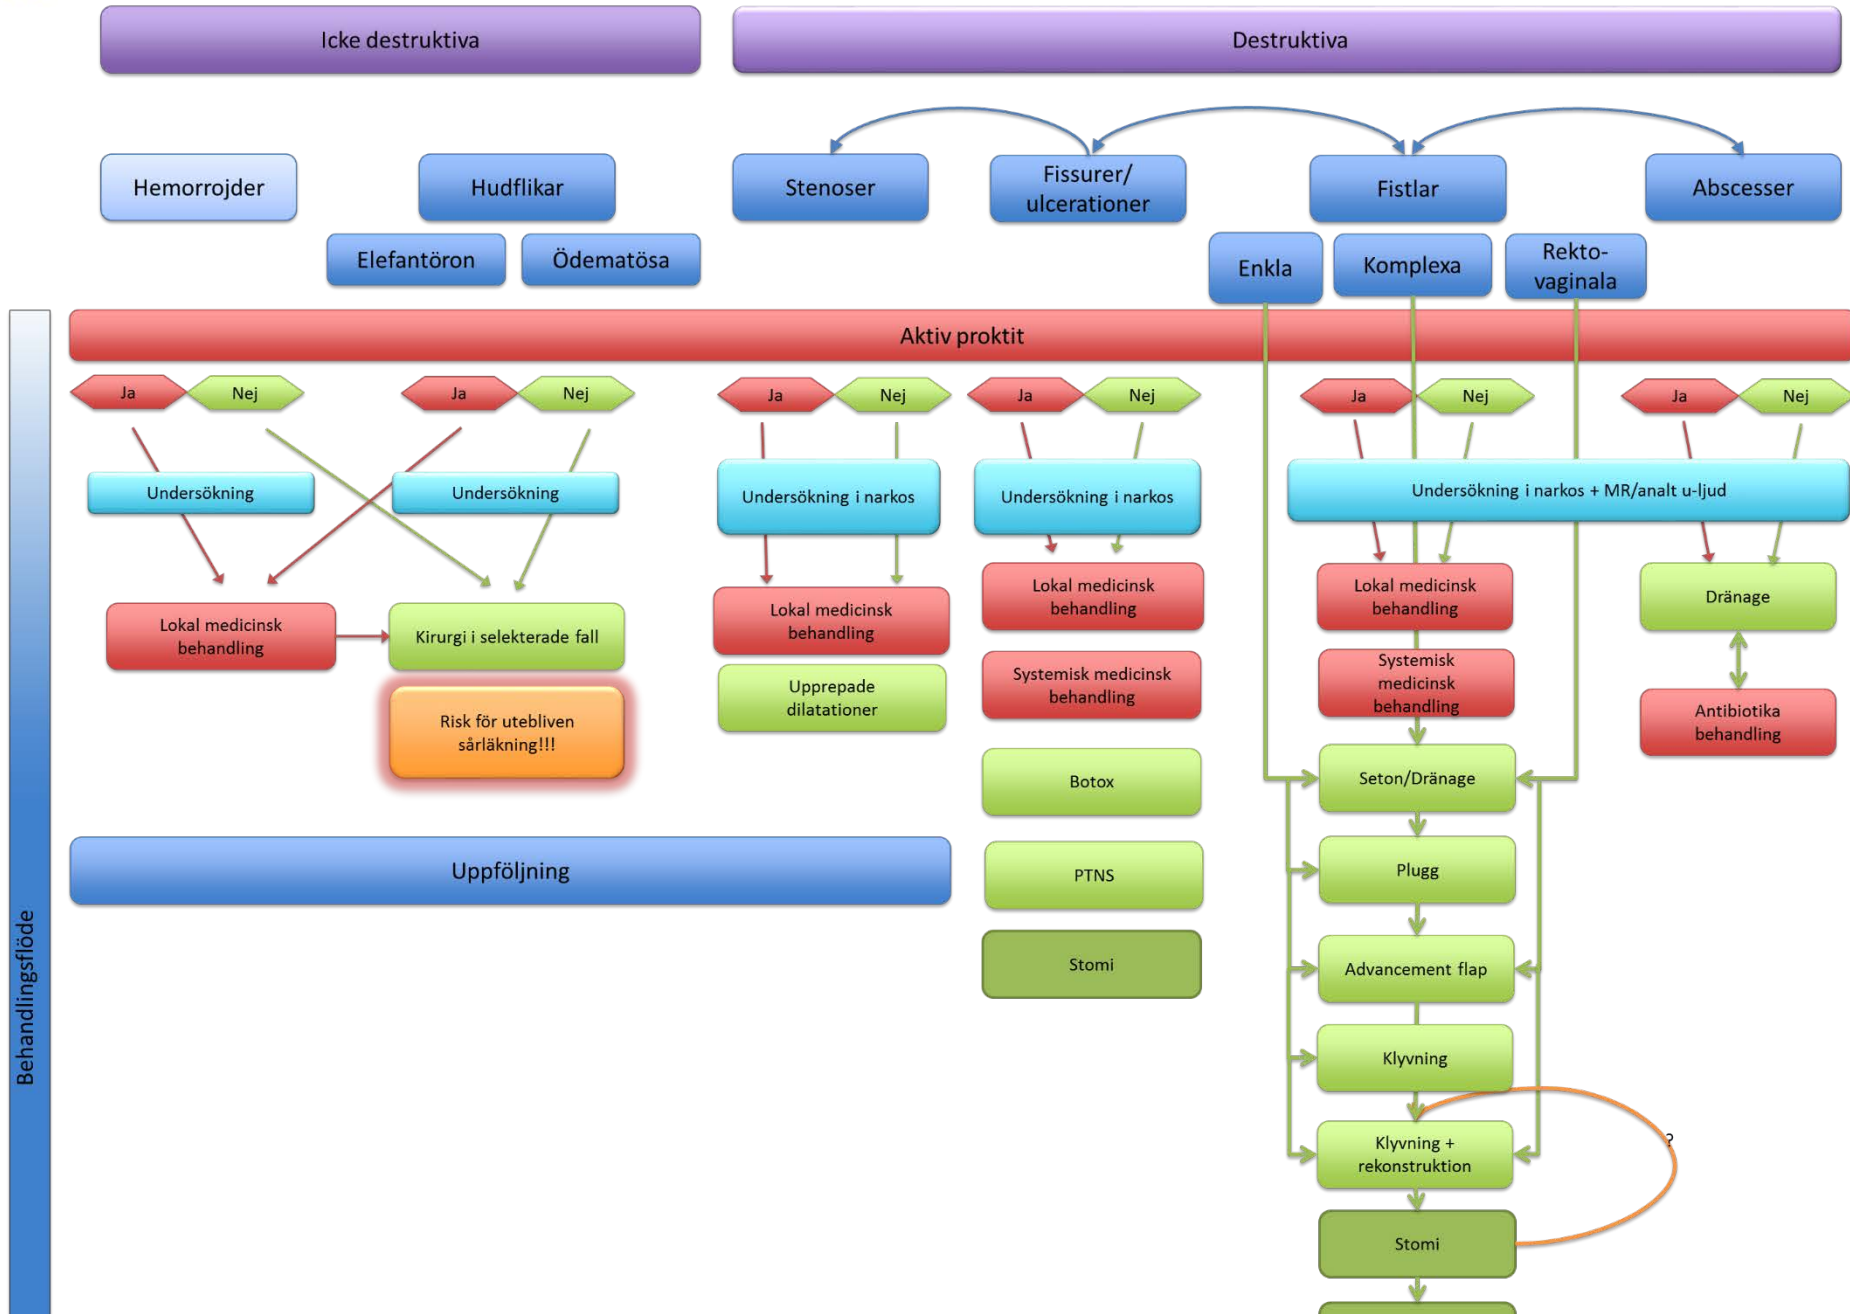 Icke destruktiva
Destruktiva
Hemorrojder
Hudflikar
Stenoser
Fissurer/
ulcerationer
Fistlar
Abscesser
Elefantöron
Ödematösa
Enkla
Komplexa
Rekto-
vaginala
Aktiv proktit
Ja
Nej
Ja
Nej
Ja
Nej
Ja
Nej
Ja
Nej
Ja
Nej
Undersökning
Undersökning
Undersökning i narkos
Undersökning i narkos
Undersökning i narkos + MR/analt u-ljud
Lokal medicinsk
behandling
Kirurgi i selekterade fall
Risk för utebliven
sårläkning!!!
Lokal medicinsk
behandling
Upprepade
dilatationer
Lokal medicinsk
behandling
Systemisk medicinsk
behandling
Botox
PTNS
Stomi
Lokal medicinsk
behandling
Systemisk
medicinsk
behandling
Seton/Dränage
Plugg
Advancement flap
Klyvning
Klyvning +
rekonstruktion
?
Stomi
Dränage
Antibiotika
behandling
Uppföljning
Behandlingsflöde